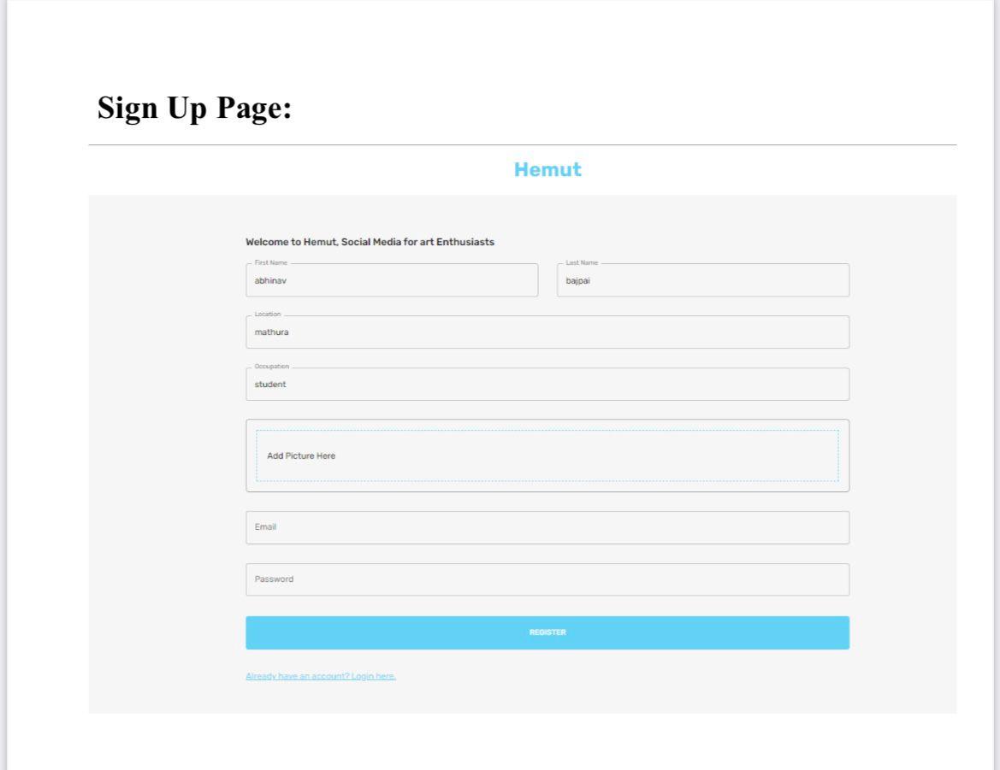 Sign Up Page:
Hemut
Welcome to Hemut, Social Media for art Enthusiasts
First Name
abhinav
Last Name
bajpai
Location
mathura
Occupation
student
Add Picture Here
Email
Password
REGISTER
Already have an account? Login here.